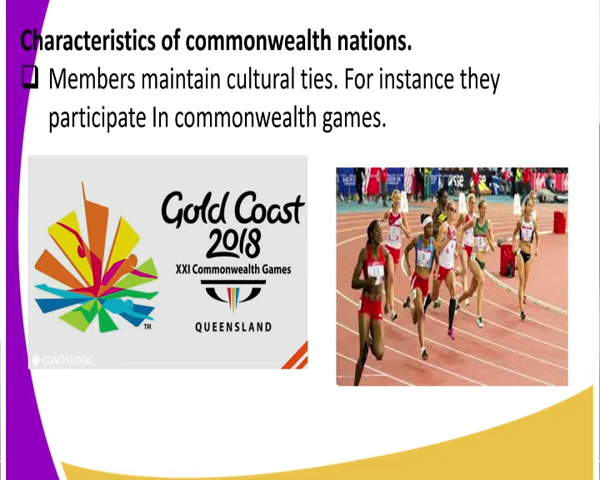 Characteristics of commonwealth nations.
Members maintain cultural ties. For instance they
participate In commonwealth games.
Gold Coast
2018
XXI Commonwealth Games
QUEENSLAND
TM
COACH LOGIC